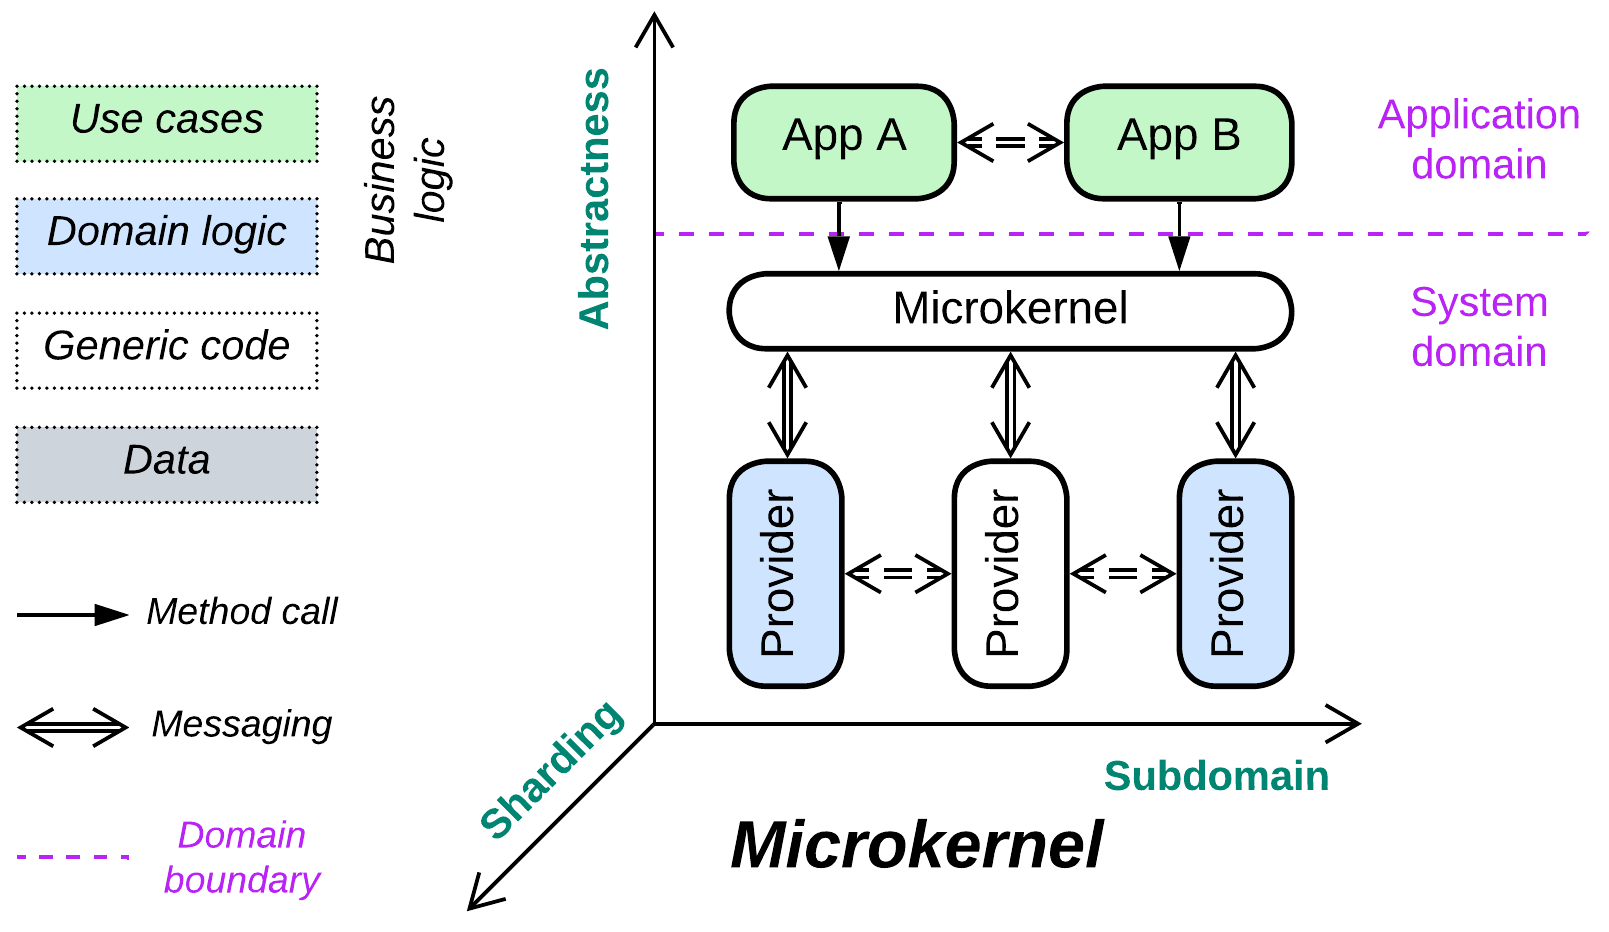 Use cases
Domain logic
Generic code
Data
Business
logic
Method call
Messaging
Domain
boundary
Abstractness
Sharding
Subdomain
App A
App B
Microkernel
Provider
Provider
Provider
Application
domain
System
domain
Microkernel